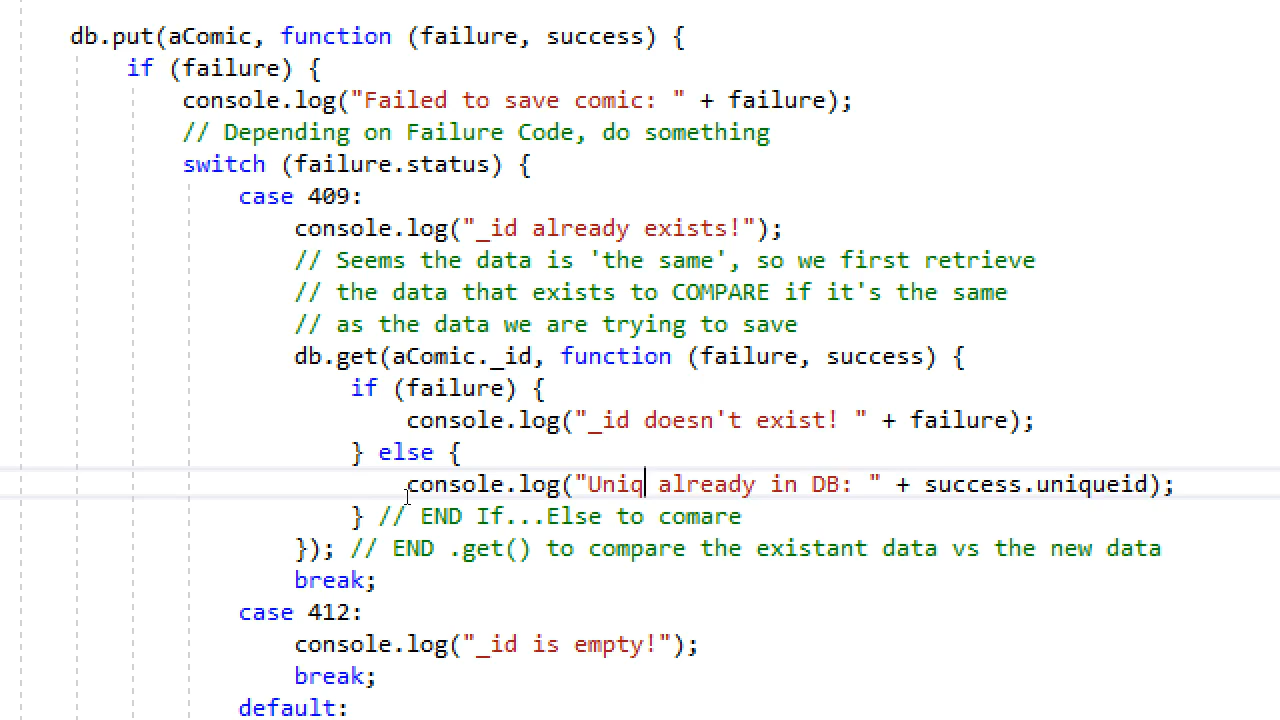 db.put(aComic, function (failure, success) {
if (failure) {
console.log("Failed to save comic: " + failure);
// Depending on Failure Code, do something
switch (failure.status) {
case 409:
console.log("_id already exists!");
// Seems the data is 'the same', so we first retrieve
// the data that exists to COMPARE if it's the same
// as the data we are trying to save
db.get(aComic._id, function (failure, success) {
if (failure) {
console.log("_id doesn't exist! " + failure);
} else {
console.log("Uniq already in DB: " + success.uniqueid);
} // END If...Else to comare
}); // END .get() to compare the existant data vs the new data
break;
case 412:
console.log("_id is empty!");
break;
default: